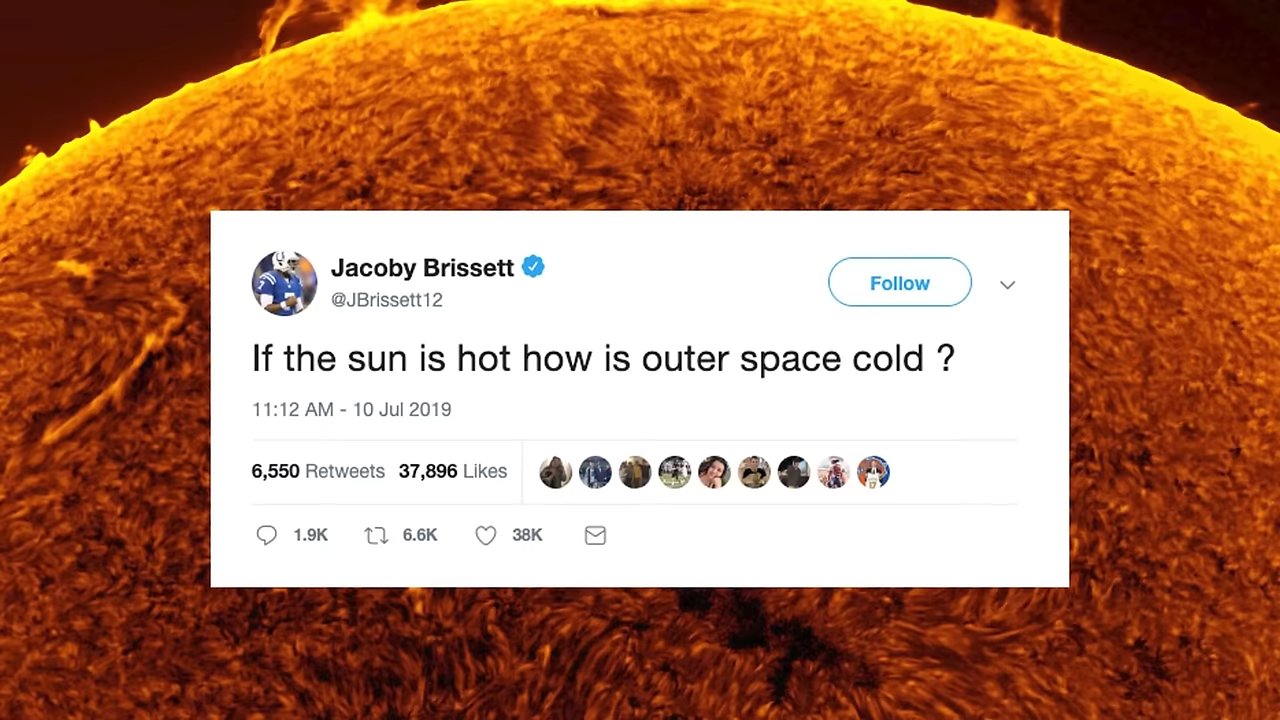 Jacoby Brissett
@JBrissett12
Follow
If the sun is hot how is outer space cold ?
11:12 AM - 10 Jul 2019
6,550 Retweets 37,896 Likes
1.9K 6.6K 38K